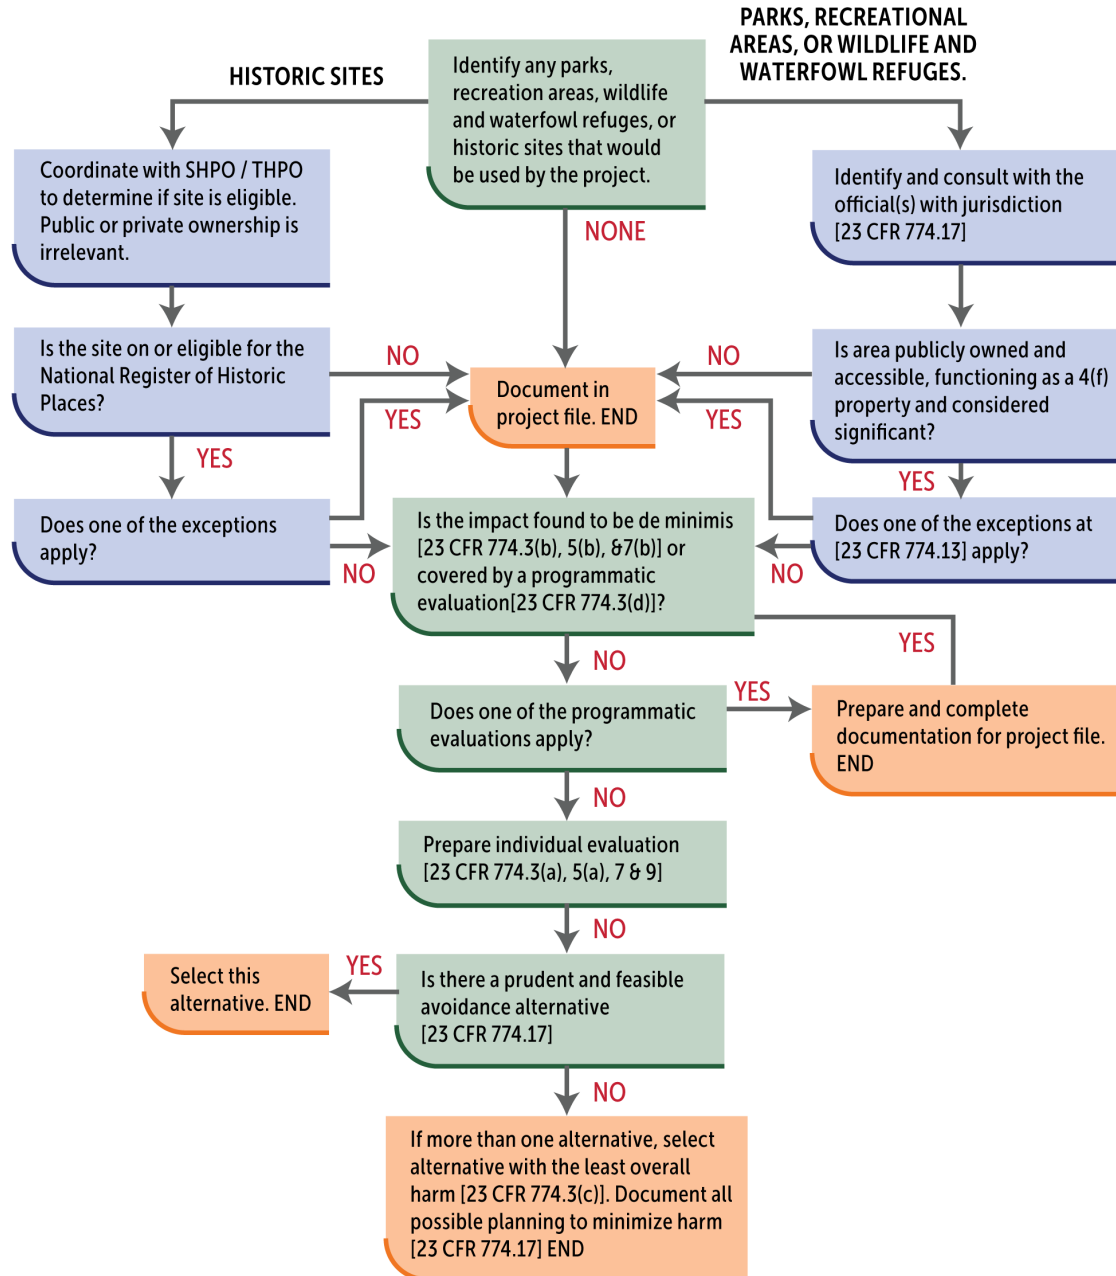 PARKS, RECREATIONAL
AREAS, OR WILDLIFE AND
WATERFOWL REFUGES.
HISTORIC SITES
Identify any parks,
recreation areas, wildlife
and waterfowl refuges, or
historic sites that would
be used by the project.
Coordinate with SHPO / THPO
to determine if site is eligible.
Public or private ownership is
irrelevant.
Identify and consult with the
official(s) with jurisdiction
[23 CFR 774.17]
NONE
Is the site on or eligible for the
National Register of Historic
Places?
NO
YES
Document in
project file. END
NO
YES
Is area publicly owned and
accessible, functioning as a 4(f)
property and considered
significant?
YES
YES
Does one of the exceptions
apply?
NO
Is the impact found to be de minimis
[23 CFR 774.3(b), 5(b), &7(b)] or
covered by a programmatic
evaluation[23 CFR 774.3(d)]?
Does one of the exceptions at
[23 CFR 774.13] apply?
NO
YES
NO
Does one of the programmatic
evaluations apply?
YES
Prepare and complete
documentation for project file.
END
NO
Prepare individual evaluation
[23 CFR 774.3(a), 5(a), 7 & 9]
NO
Select this
alternative. END
YES
Is there a prudent and feasible
avoidance alternative
[23 CFR 774.17]
NO
If more than one alternative, select
alternative with the least overall
harm [23 CFR 774.3(c)]. Document all
possible planning to minimize harm
[23 CFR 774.17] END